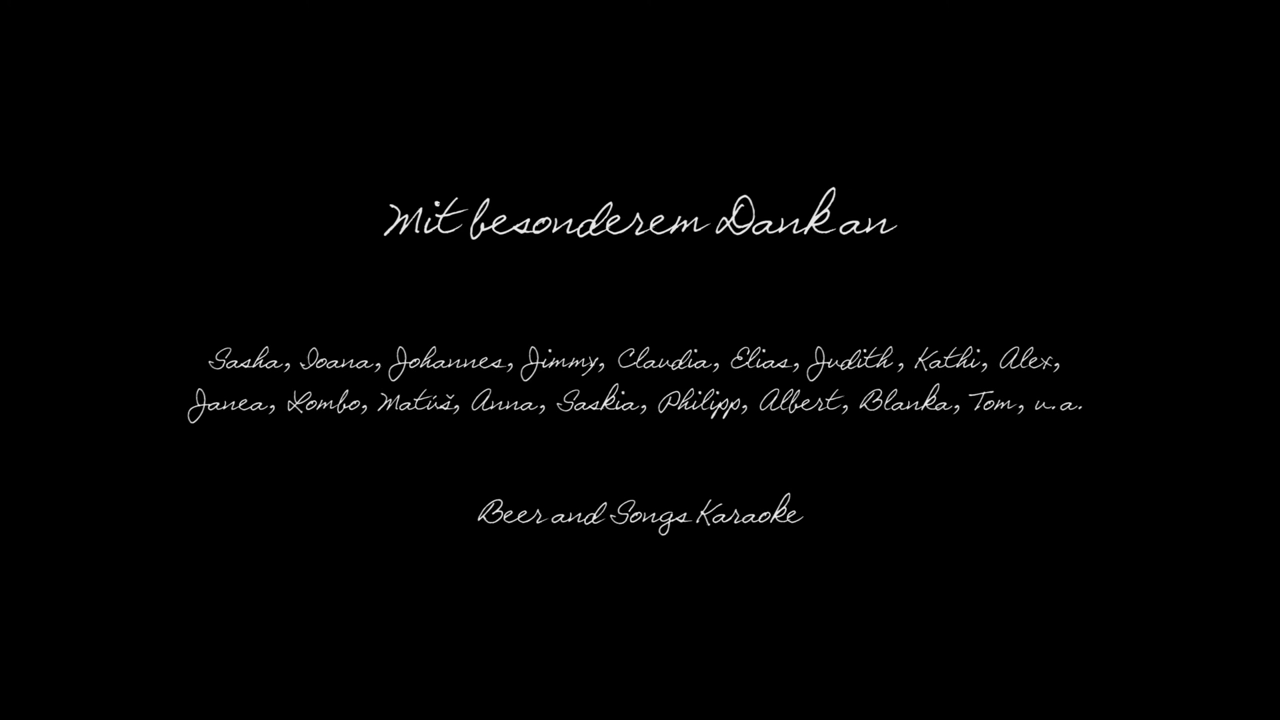 Mit besonderem Dank an
Sasha, Ioana, Johannes, Jimmy, Claudia, Elias, Judith, Kathi, Alex,
Janea, Lombo, Matúš, Anna, Saskia, Philipp, Albert, Blanka, Tom, u.a.
Beer and Songs Karaoke